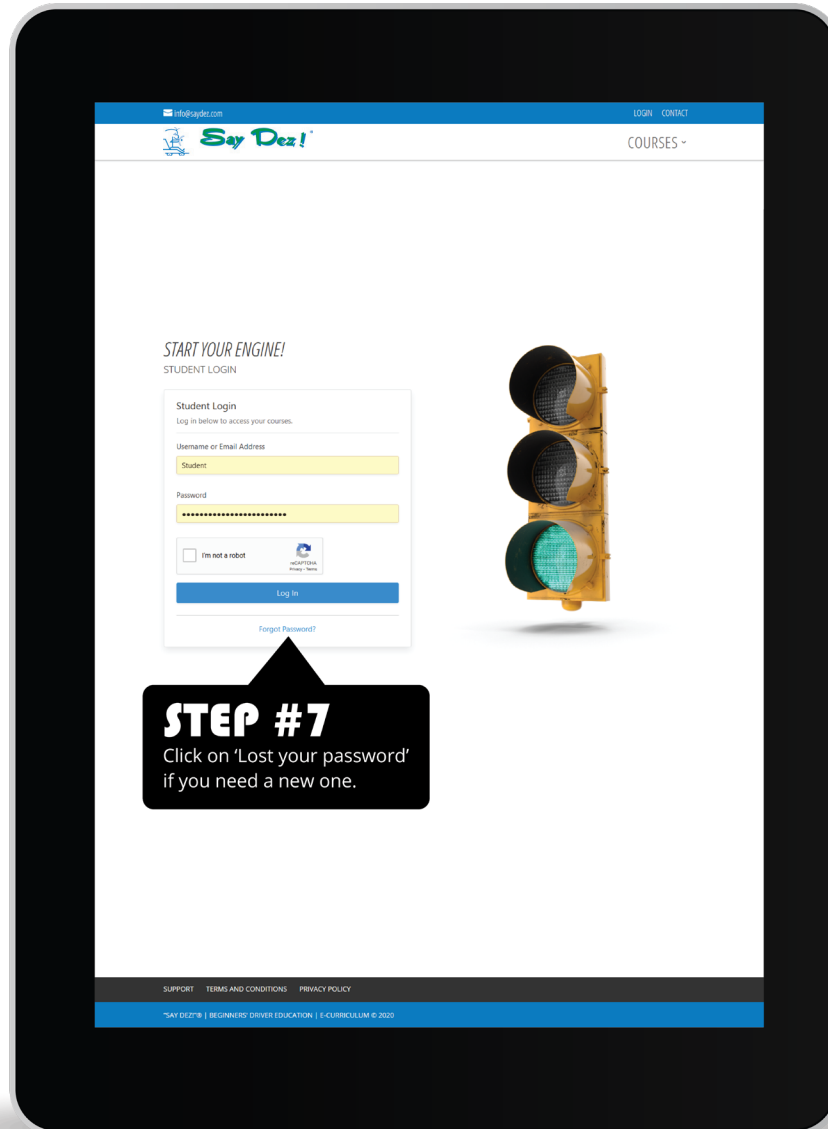 info@saydez.com LOGIN CONTACT
Say Dez!®
COURSES
START YOUR ENGINE!
STUDENT LOGIN
Student Login
Log in below to access your courses.
Username or Email Address
Student
Password
••••••••••••••••••••••••
I'm not a robot
reCAPTCHA
Privacy - Terms
Log In
Forgot Password?
STEP #7
Click on ‘Lost your password’
if you need a new one.
SUPPORT TERMS AND CONDITIONS PRIVACY POLICY
"SAY DEZ!"® | BEGINNERS' DRIVER EDUCATION | E-CURRICULUM © 2020